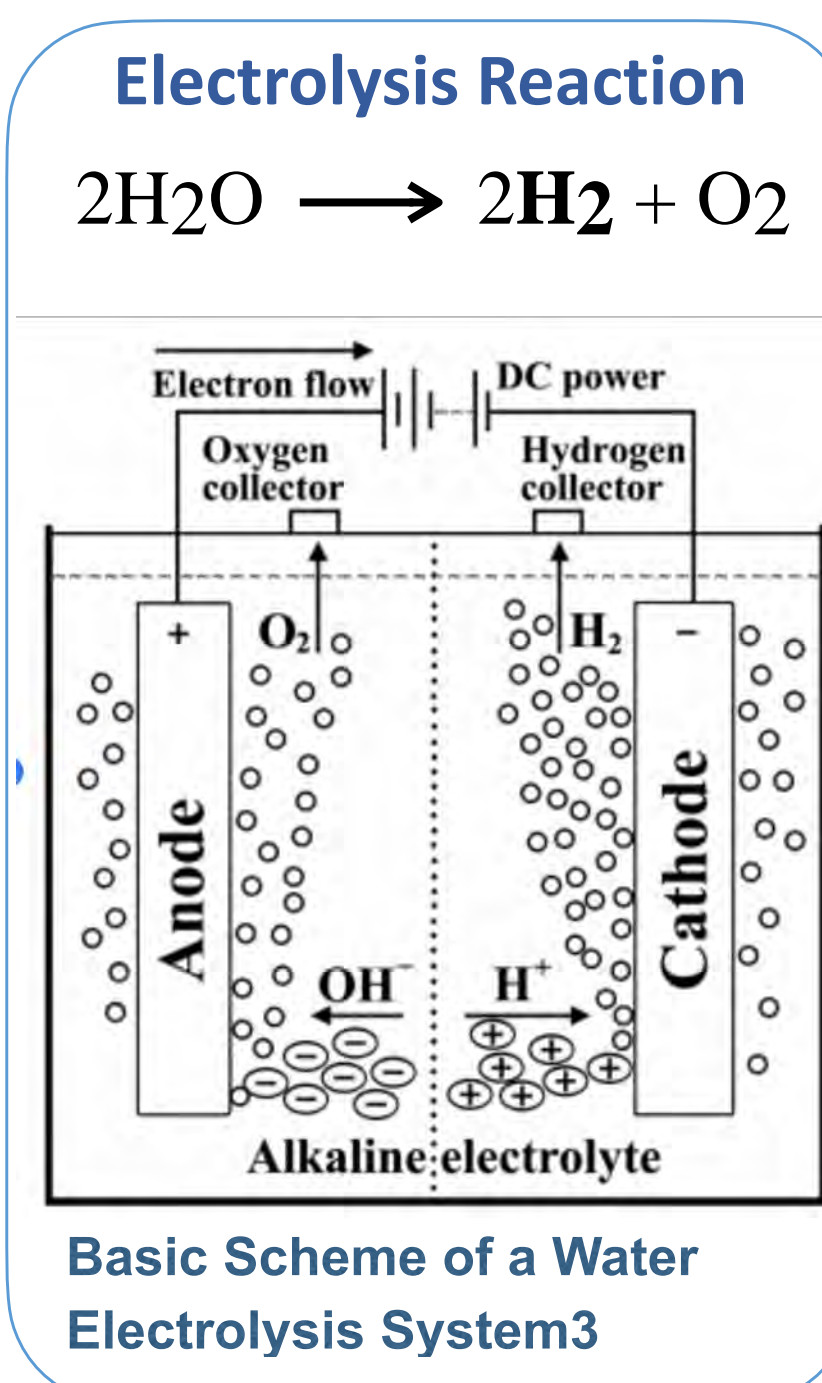 Electrolysis Reaction
2H2O ⟶ 2H2 + O2
Electron flow
DC power
Oxygen
collector
Hydrogen
collector
+
O2
H2
−
Anode
Cathode
OH⁻
H⁺
Alkaline electrolyte
Basic Scheme of a Water
Electrolysis System3